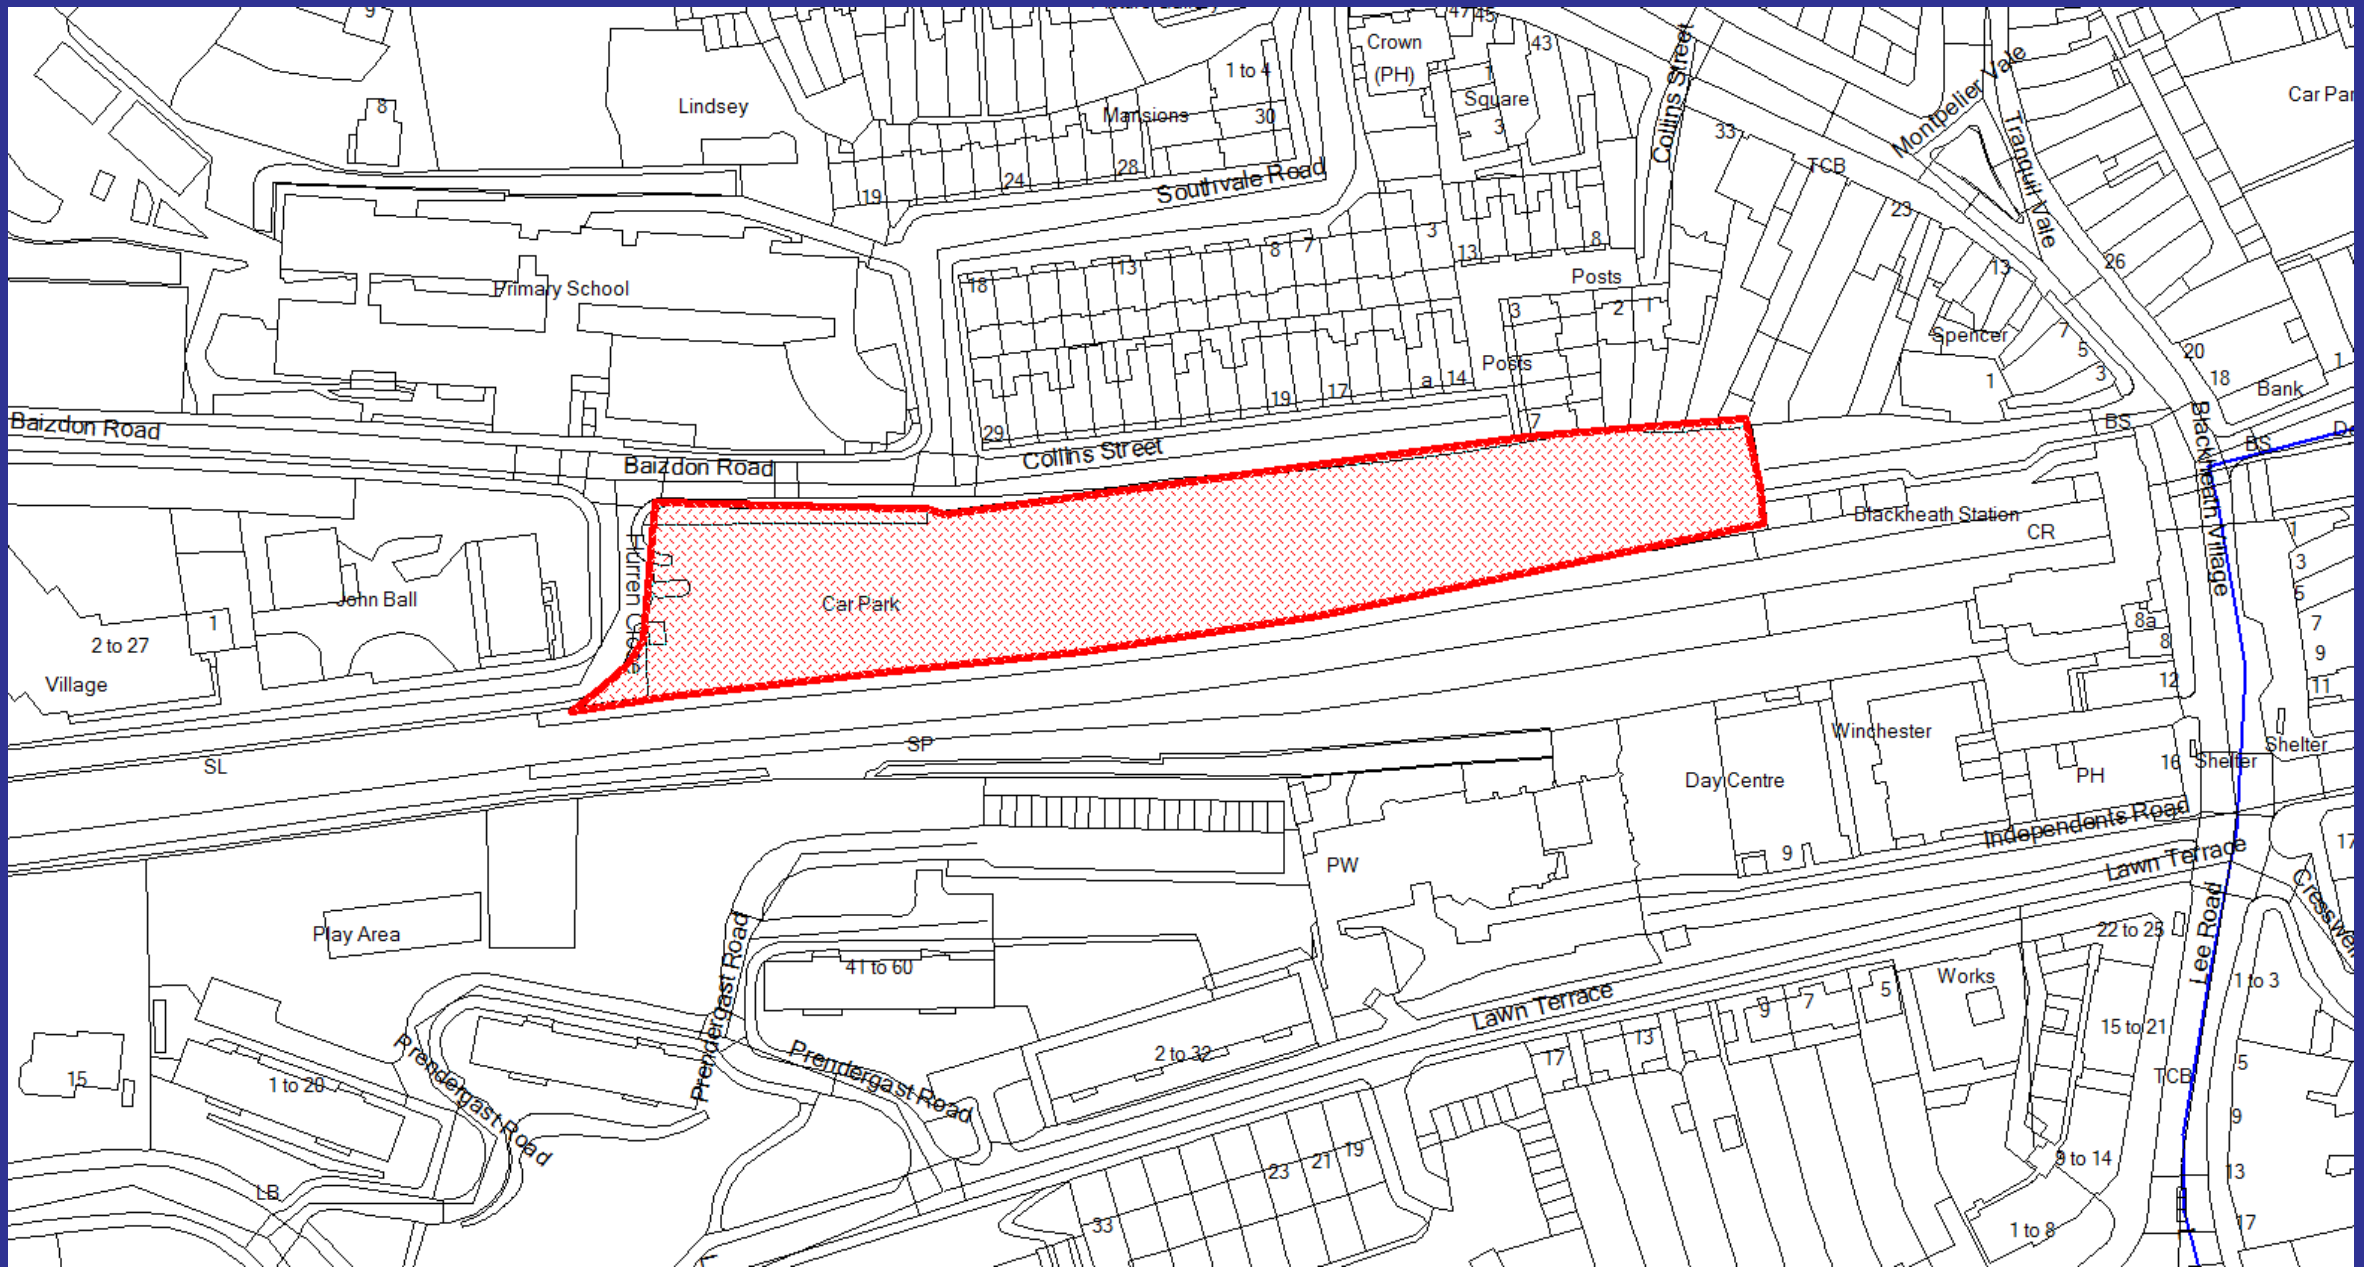 9
47
45
Crown
(PH)
43
1
1 to 4
Lindsey
8
Mansions
30
Square
3
Collins Street
33
Montpelier Vale
Tranquil Vale
TCB
19
24
28
Southvale Road
23
3
13
8
8
7
13
18
Posts
26
13
Primary School
3
2
Spencer
7
5
3
1
20
18
1
Bank
Posts
a
14
17
19
29
7
BS
BS
Baizdon Road
Baizdon Road
Collins Street
Blackheath Village
Blackheath Station
CR
1
3
5
7
9
11
Hurren Close
Car Park
John Ball
1
2 to 27
Village
8a
8
12
SL
SP
Winchester
Day Centre
PH
16
Shelter
Shelter
Independents Road
17
Lawn Terrace
PW
9
Play Area
Prendergast Road
41 to 60
Lee Road
22 to 25
1 to 3
Works
5
7
9
13
17
Lawn Terrace
15 to 21
2 to 32
Prendergast Road
Prendergast Road
15
1 to 20
TCB
5
9
13
17
19
21
23
33
9 to 14
1 to 8
LB